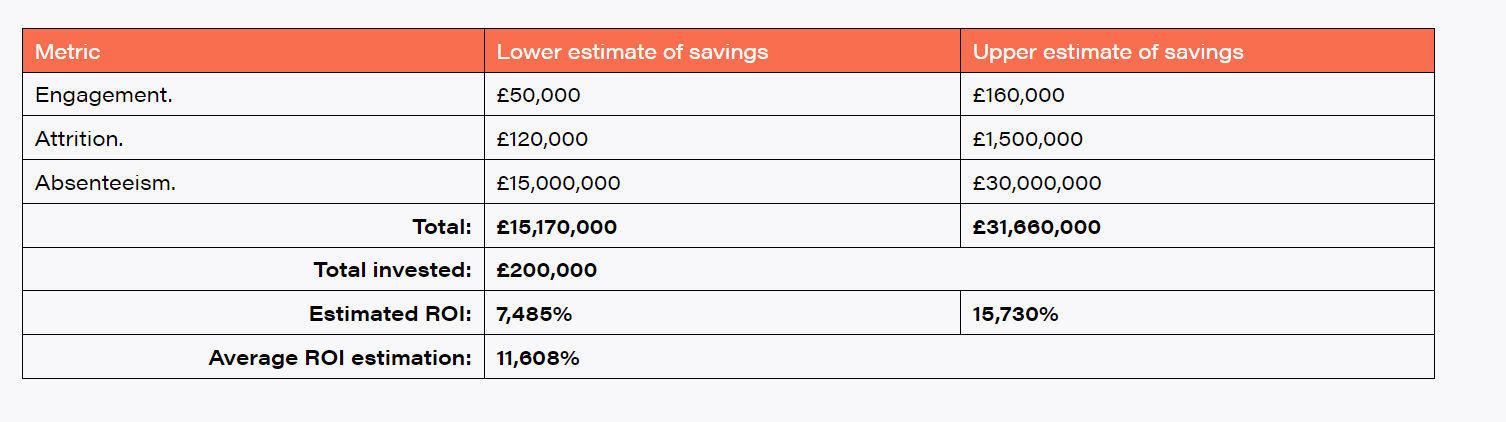 Metric Lower estimate of savings Upper estimate of savings
Engagement. £50,000 £160,000
Attrition. £120,000 £1,500,000
Absenteeism. £15,000,000 £30,000,000
Total: £15,170,000 £31,660,000
Total invested: £200,000
Estimated ROI: 7,485% 15,730%
Average ROI estimation: 11,608%